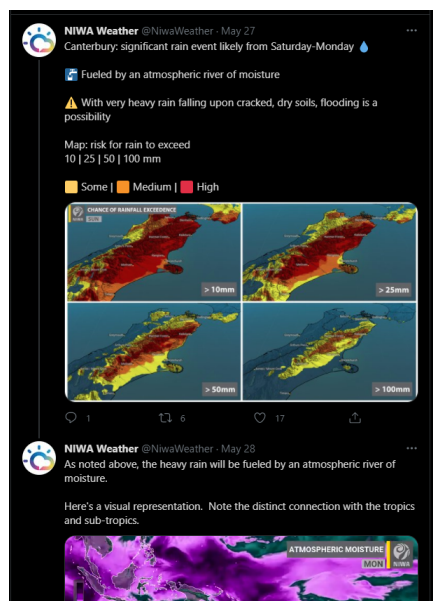 NIWA Weather @NiwaWeather · May 27
Canterbury: significant rain event likely from Saturday-Monday
Fueled by an atmospheric river of moisture
With very heavy rain falling upon cracked, dry soils, flooding is a
possibility
Map: risk for rain to exceed
10 | 25 | 50 | 100 mm
Some | Medium | High
CHANCE OF RAINFALL EXCEEDENCE
NIWA
> 10mm
> 25mm
> 50mm
> 100mm
1 6 17
NIWA Weather @NiwaWeather · May 28
As noted above, the heavy rain will be fueled by an atmospheric river of
moisture.
Here's a visual representation. Note the distinct connection with the tropics
and sub-tropics.
ATMOSPHERIC MOISTURE
MON
NIWA